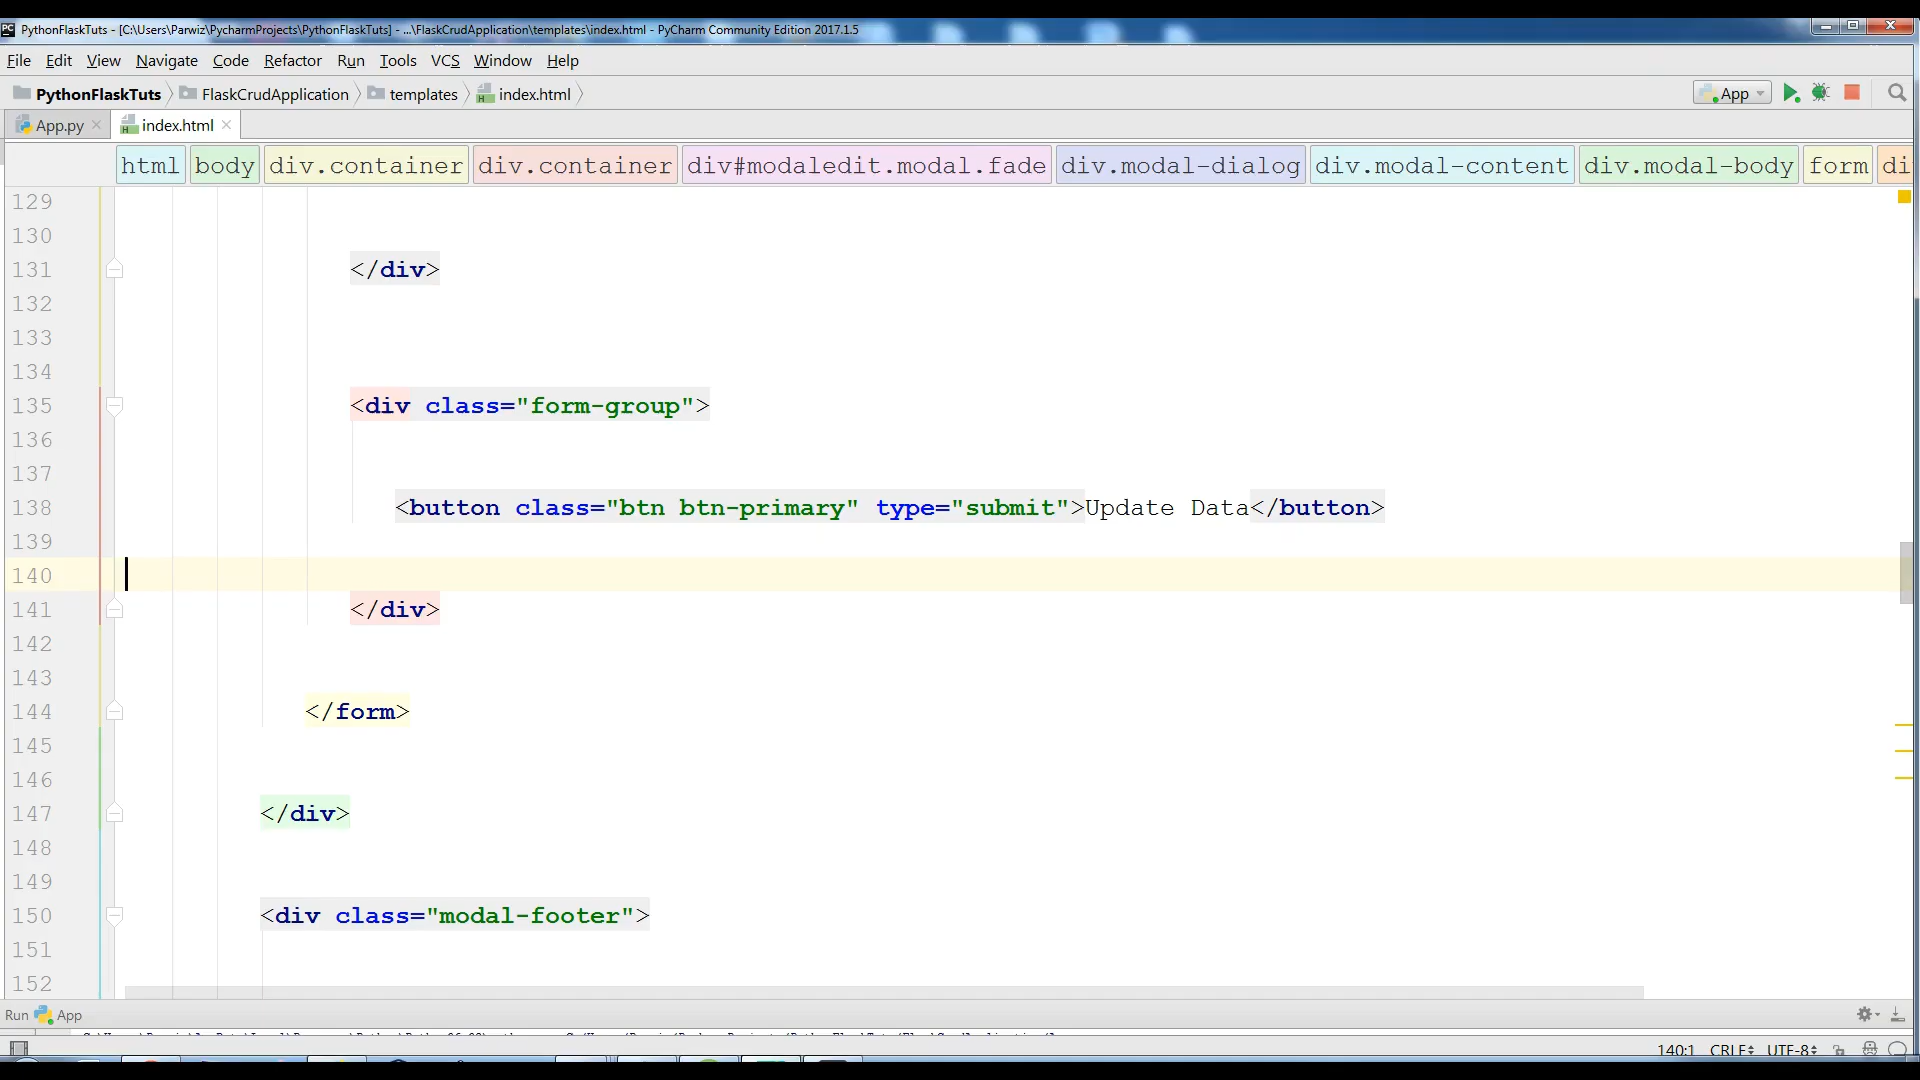 PythonFlaskTuts - [C:\Users\Parwiz\PycharmProjects\PythonFlaskTuts] - ...\FlaskCrudApplication\templates\index.html - PyCharm Community Edition 2017.1.5
File Edit View Navigate Code Refactor Run Tools VCS Window Help
PythonFlaskTuts FlaskCrudApplication templates index.html App
App.py index.html
html body div.container div.container div#modaledit.modal.fade div.modal-dialog div.modal-content div.modal-body form di
129
130
131 </div>
132
133
134
135 <div class="form-group">
136
137
138 <button class="btn btn-primary" type="submit">Update Data</button>
139
140
141 </div>
142
143
144 </form>
145
146
147 </div>
148
149
150 <div class="modal-footer">
151
152
Run App
140:1 CRLF UTF-8